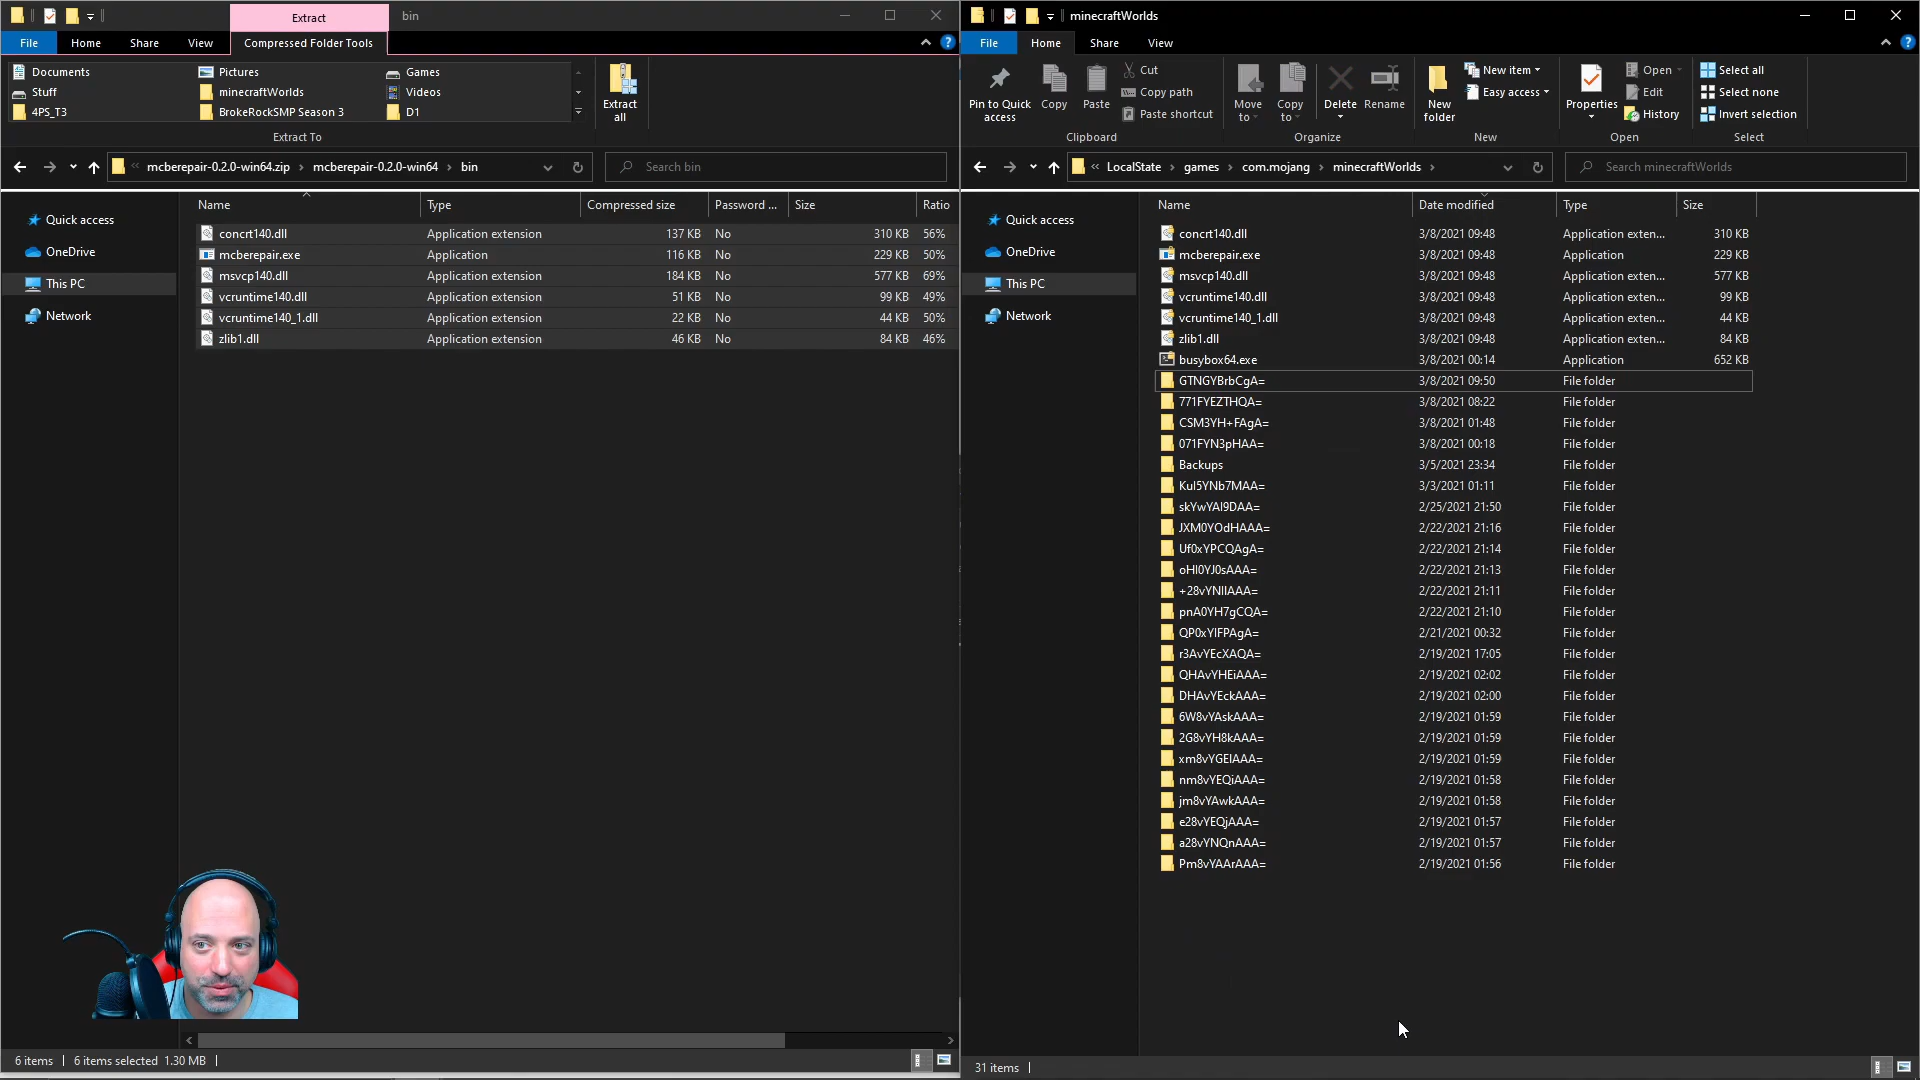 Extract
bin
File
Home
Share
View
Compressed Folder Tools
Documents
Pictures
Games
Stuff
minecraftWorlds
Videos
4PS_T3
BrokeRockSMP Season 3
D1
Extract all
Extract To
mcberepair-0.2.0-win64.zip > mcberepair-0.2.0-win64 > bin
Search bin
Quick access
OneDrive
This PC
Network
Name Type Compressed size Password ... Size Ratio
concrt140.dll Application extension 137 KB No 310 KB 56%
mcberepair.exe Application 116 KB No 229 KB 50%
msvcp140.dll Application extension 184 KB No 577 KB 69%
vcruntime140.dll Application extension 51 KB No 99 KB 49%
vcruntime140_1.dll Application extension 22 KB No 44 KB 50%
zlib1.dll Application extension 46 KB No 84 KB 46%
6 items 6 items selected 1.30 MB
minecraftWorlds
File
Home
Share
View
Pin to Quick access
Copy
Paste
Cut
Copy path
Paste shortcut
Clipboard
Move to
Copy to
Delete
Rename
Organize
New folder
New item
Easy access
New
Properties
Open
Edit
History
Open
Select all
Select none
Invert selection
Select
LocalState > games > com.mojang > minecraftWorlds >
Search minecraftWorlds
Quick access
OneDrive
This PC
Network
Name Date modified Type Size
concrt140.dll 3/8/2021 09:48 Application exten... 310 KB
mcberepair.exe 3/8/2021 09:48 Application 229 KB
msvcp140.dll 3/8/2021 09:48 Application exten... 577 KB
vcruntime140.dll 3/8/2021 09:48 Application exten... 99 KB
vcruntime140_1.dll 3/8/2021 09:48 Application exten... 44 KB
zlib1.dll 3/8/2021 09:48 Application exten... 84 KB
busybox64.exe 3/8/2021 00:14 Application 652 KB
GTNGYBrbCgA= 3/8/2021 09:50 File folder
771FYEZTHQA= 3/8/2021 08:22 File folder
CSM3YH+FAgA= 3/8/2021 01:48 File folder
071FYN3pHAA= 3/8/2021 00:18 File folder
Backups 3/5/2021 23:34 File folder
KuI5YNb7MAA= 3/3/2021 01:11 File folder
skYwYAI9DAA= 2/25/2021 21:50 File folder
JXM0YOdHAAA= 2/22/2021 21:16 File folder
Uf0xYPCQAgA= 2/22/2021 21:14 File folder
oHI0YJ0sAAA= 2/22/2021 21:13 File folder
+28vYNIIAAA= 2/22/2021 21:11 File folder
pnA0YH7gCQA= 2/22/2021 21:10 File folder
QP0xYIFPAgA= 2/21/2021 00:32 File folder
r3AvYEcXAQA= 2/19/2021 17:05 File folder
QHAvYHEiAAA= 2/19/2021 02:02 File folder
DHAvYEckAAA= 2/19/2021 02:00 File folder
6W8vYAskAAA= 2/19/2021 01:59 File folder
2G8vYH8kAAA= 2/19/2021 01:59 File folder
xm8vYGEIAAA= 2/19/2021 01:59 File folder
nm8vYEQiAAA= 2/19/2021 01:58 File folder
jm8vYAwkAAA= 2/19/2021 01:58 File folder
e28vYEQjAAA= 2/19/2021 01:57 File folder
a28vYNQnAAA= 2/19/2021 01:57 File folder
Pm8vYAArAAA= 2/19/2021 01:56 File folder
31 items